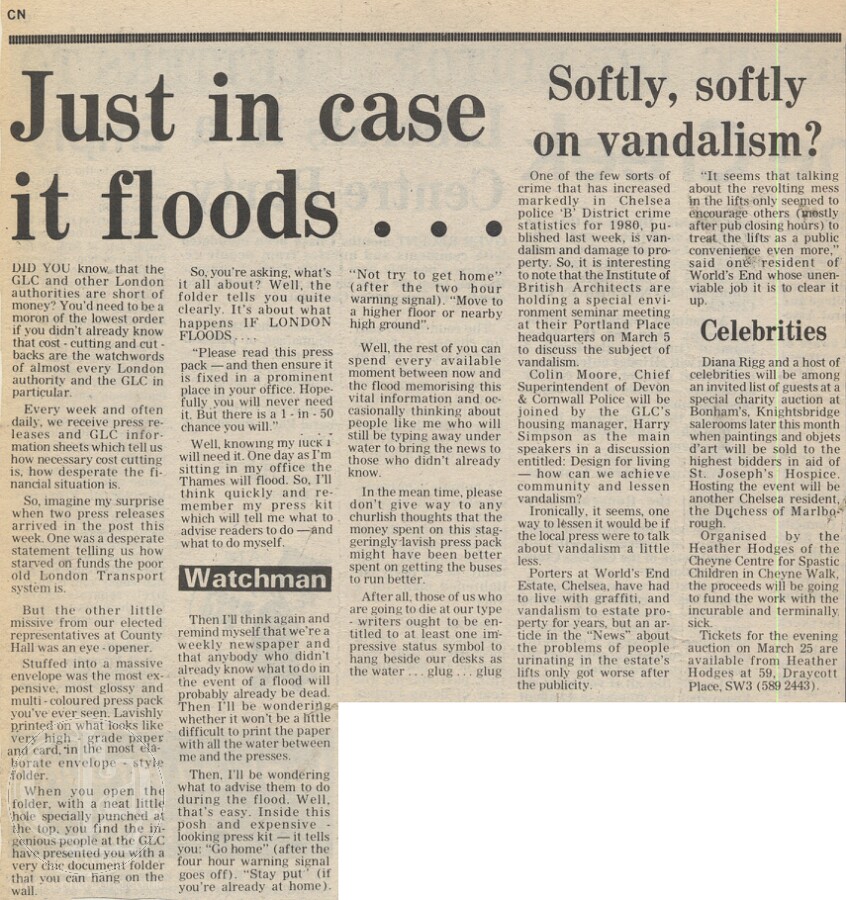 CN
Just in case
it floods . . .
DID YOU know that the
GLC and other London
authorities are short of
money? You'd need to be a
moron of the lowest order
if you didn't already know
that cost - cutting and cut -
backs are the watchwords
of almost every London
authority and the GLC in
particular.
Every week and often
daily, we receive press re-
leases and GLC infor-
mation sheets which tell us
how necessary cost cutting
is, how desperate the fi-
nancial situation is.
So, imagine my surprise
when two press releases
arrived in the post this
week. One was a desperate
statement telling us how
starved on funds the poor
old London Transport
system is.
But the other little
missive from our elected
representatives at County
Hall was an eye - opener.
Stuffed into a massive
envelope was the most ex-
pensive, most glossy and
multi - coloured press pack
you've ever seen. Lavishly
printed on what looks like
very high - grade paper
and card, in the most ela-
borate envelope - style
folder.
When you open the
folder, with a neat little
hole specially punched at
the top, you find the in-
genious people at the GLC
have presented you with a
very chic document folder
that you can hang on the
wall.
So, you're asking, what's
it all about? Well, the
folder tells you quite
clearly. It's about what
happens IF LONDON
FLOODS . . . .
"Please read this press
pack — and then ensure it
is fixed in a prominent
place in your office. Hope-
fully you will never need
it. But there is a 1 - in - 50
chance you will."
Well, knowing my luck I
will need it. One day as I'm
sitting in my office the
Thames will flood. So, I'll
think quickly and re-
member my press kit
which will tell me what to
advise readers to do — and
what to do myself.
Watchman
Then I'll think again and
remind myself that we're a
weekly newspaper and
that anybody who didn't
already know what to do in
the event of a flood will
probably already be dead.
Then I'll be wondering
whether it won't be a little
difficult to print the paper
with all the water between
me and the presses.
Then, I'll be wondering
what to advise them to do
during the flood. Well,
that's easy. Inside this
posh and expensive -
looking press kit — it tells
you: "Go home" (after the
four hour warning signal
goes off). "Stay put' (if
you're already at home).
"Not try to get home"
(after the two hour
warning signal). "Move to
a higher floor or nearby
high ground".
Well, the rest of you can
spend every available
moment between now and
the flood memorising this
vital information and oc-
casionally thinking about
people like me who will
still be typing away under
water to bring the news to
those who didn't already
know.
In the mean time, please
don't give way to any
churlish thoughts that the
money spent on this stag-
geringly lavish press pack
might have been better
spent on getting the buses
to run better.
After all, those of us who
are going to die at our type
- writers ought to be en-
titled to at least one im-
pressive status symbol to
hang beside our desks as
the water . . . glug . . . glug
Softly, softly
on vandalism?
One of the few sorts of
crime that has increased
markedly in Chelsea
police 'B' District crime
statistics for 1980, pu-
blished last week, is van-
dalism and damage to pro-
perty. So, it is interesting
to note that the Institute of
British Architects are
holding a special envi-
ronment seminar meeting
at their Portland Place
headquarters on March 5
to discuss the subject of
vandalism.
Colin Moore, Chief
Superintendent of Devon
& Cornwall Police will be
joined by the GLC's
housing manager, Harry
Simpson as the main
speakers in a discussion
entitled: Design for living
— how can we achieve
community and lessen
vandalism?
Ironically, it seems, one
way to lessen it would be if
the local press were to talk
about vandalism a little
less.
Porters at World's End
Estate, Chelsea, have had
to live with graffiti, and
vandalism to estate pro-
perty for years, but an ar-
ticle in the "News" about
the problems of people
urinating in the estate's
lifts only got worse after
the publicity.
"It seems that talking
about the revolting mess
in the lifts only seemed to
encourage others (mostly
after pub closing hours) to
treat the lifts as a public
convenience even more,"
said one resident of
World's End whose unen-
viable job it is to clear it
up.
Celebrities
Diana Rigg and a host of
celebrities will be among
an invited list of guests at a
special charity auction at
Bonham's, Knightsbridge
salerooms later this month
when paintings and objets
d'art will be sold to the
highest bidders in aid of
St. Joseph's Hospice.
Hosting the event will be
another Chelsea resident,
the Duchess of Marlbo-
rough.
Organised by the
Heather Hodges of the
Cheyne Centre for Spastic
Children in Cheyne Walk,
the proceeds will be going
to fund the work with the
incurable and terminally
sick.
Tickets for the evening
auction on March 25 are
available from Heather
Hodges at 59, Draycott
Place, SW3 (589 2443).